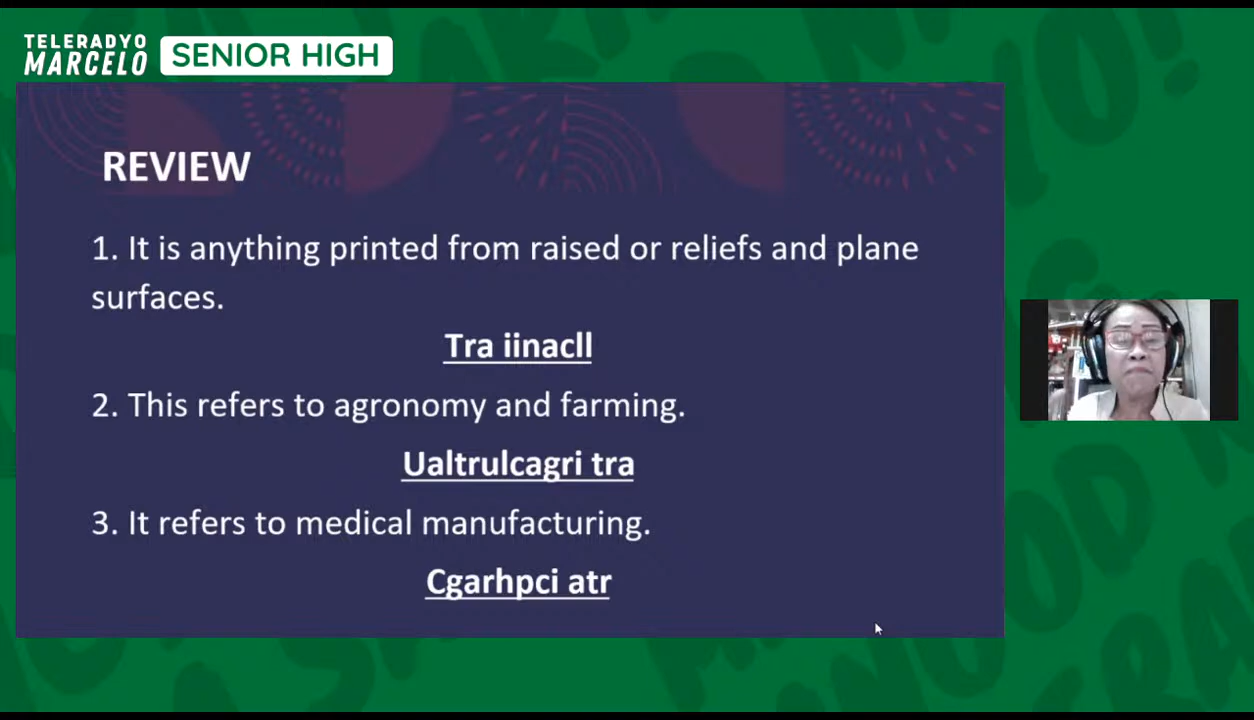 TELERADYO
MARCELO
SENIOR HIGH
REVIEW
1. It is anything printed from raised or reliefs and plane
surfaces.
Tra iinacll
2. This refers to agronomy and farming.
Ualtrulcagri tra
3. It refers to medical manufacturing.
Cgarhpci atr